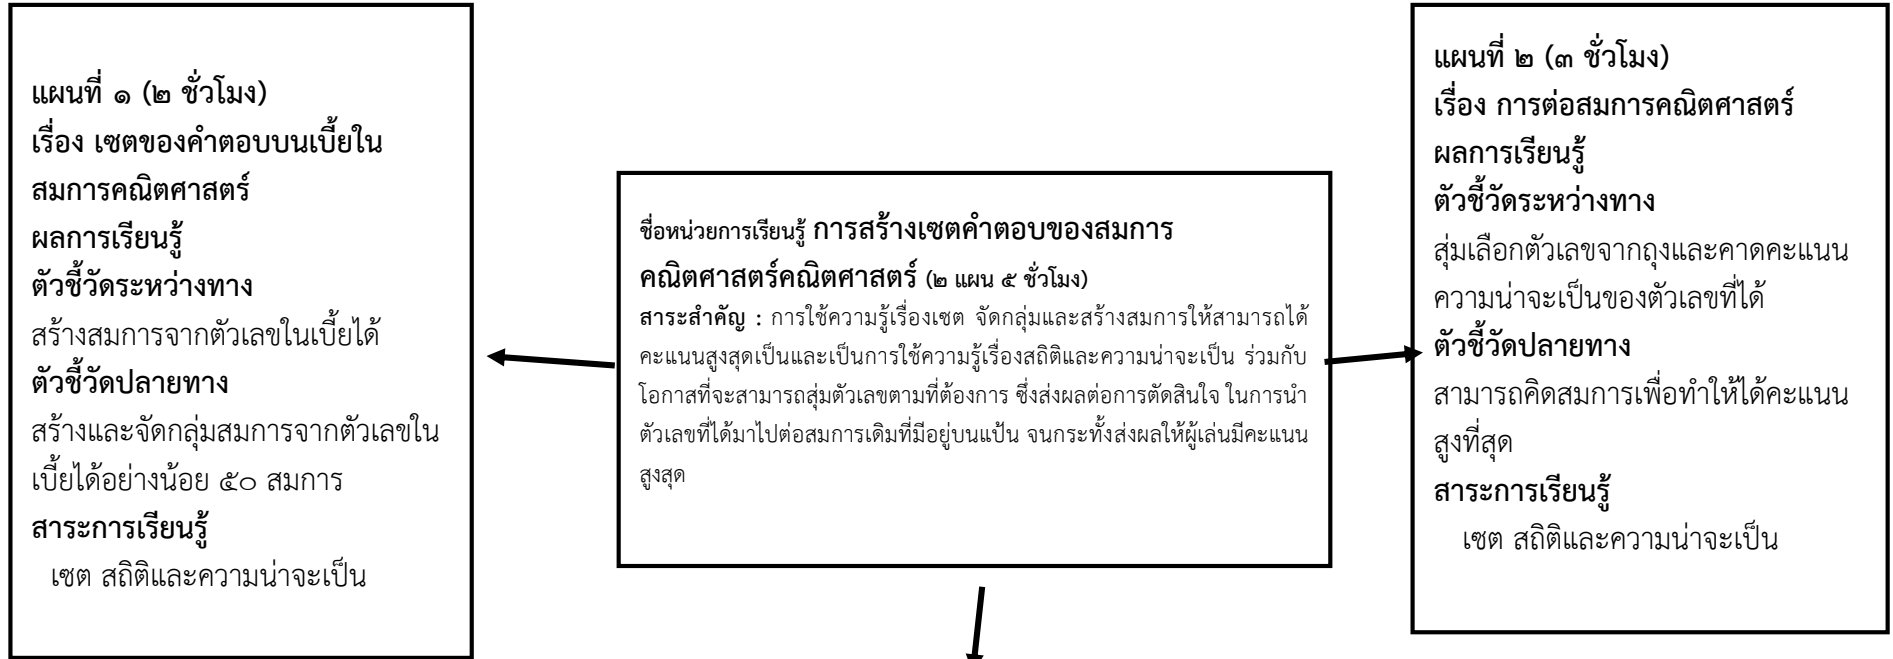 แผนที่ ๑ (๒ ชั่วโมง)
เรื่อง เซตของคำตอบบนเบี้ยใน
สมการคณิตศาสตร์
ผลการเรียนรู้
ตัวชี้วัดระหว่างทาง
สร้างสมการจากตัวเลขในเบี้ยได้
ตัวชี้วัดปลายทาง
สร้างและจัดกลุ่มสมการจากตัวเลขใน
เบี้ยได้อย่างน้อย ๕๐ สมการ
สาระการเรียนรู้
เซต สถิติและความน่าจะเป็น
ชื่อหน่วยการเรียนรู้ การสร้างเซตคำตอบของสมการ
คณิตศาสตร์คณิตศาสตร์ (๒ แผน ๕ ชั่วโมง)
สาระสำคัญ : การใช้ความรู้เรื่องเซต จัดกลุ่มและสร้างสมการให้สามารถได้
คะแนนสูงสุดเป็นและเป็นการใช้ความรู้เรื่องสถิติและความน่าจะเป็น ร่วมกับ
โอกาสที่จะสามารถสุ่มตัวเลขตามที่ต้องการ ซึ่งส่งผลต่อการตัดสินใจ ในการนำ
ตัวเลขที่ได้มาไปต่อสมการเดิมที่มีอยู่บนแป้น จนกระทั้งส่งผลให้ผู้เล่นมีคะแนน
สูงสุด
แผนที่ ๒ (๓ ชั่วโมง)
เรื่อง การต่อสมการคณิตศาสตร์
ผลการเรียนรู้
ตัวชี้วัดระหว่างทาง
สุ่มเลือกตัวเลขจากถุงและคาดคะแนน
ความน่าจะเป็นของตัวเลขที่ได้
ตัวชี้วัดปลายทาง
สามารถคิดสมการเพื่อทำให้ได้คะแนน
สูงที่สุด
สาระการเรียนรู้
เซต สถิติและความน่าจะเป็น